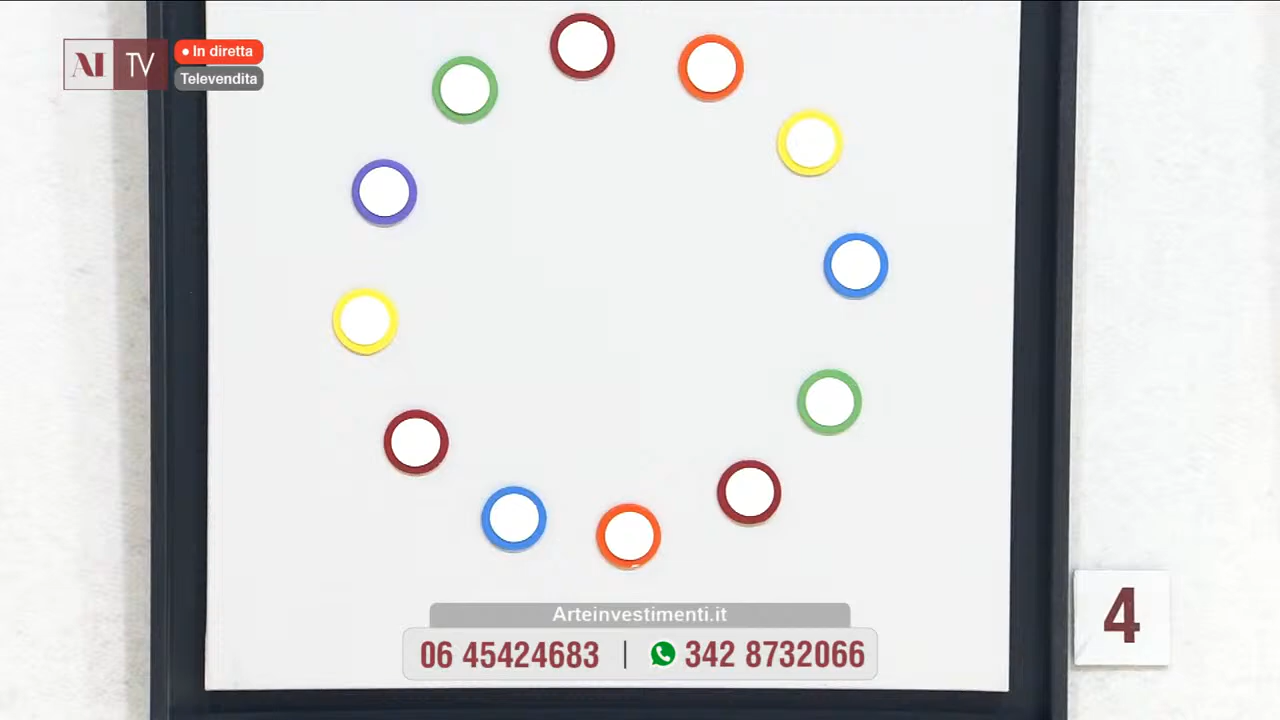 AI TV
In diretta
Televendita
Arteinvestimenti.it
06 45424683 | 342 8732066
4